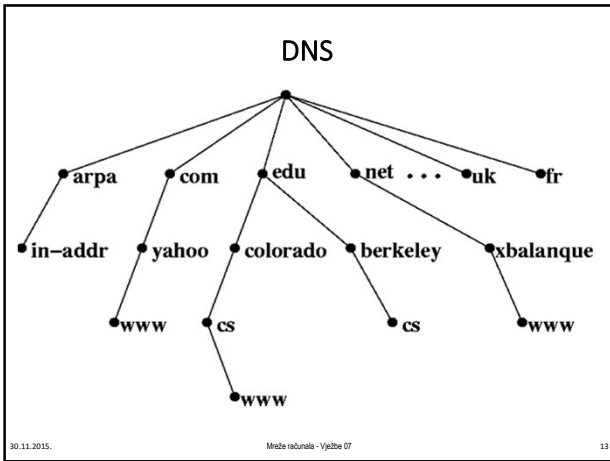 DNS
arpa com edu net ... uk fr
in-addr yahoo colorado berkeley xbalanque
www cs cs www
www
30.11.2015. Mreže računala - Vježbe 07 13